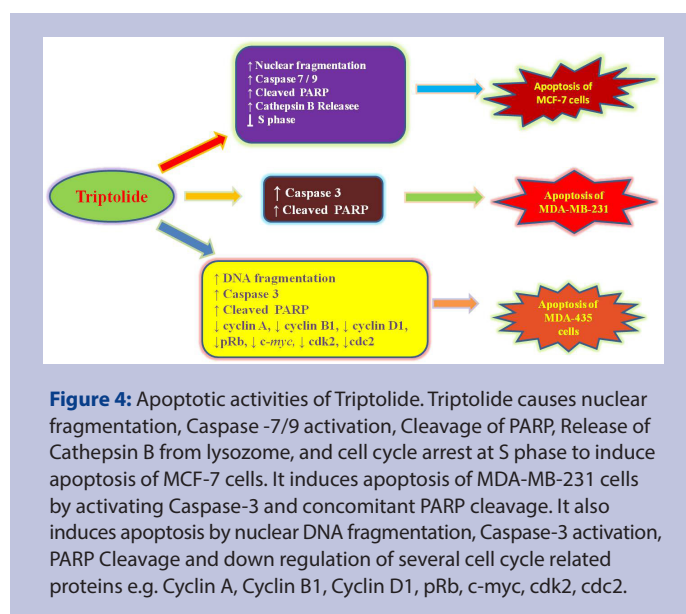 ↑ Nuclear fragmentation
↑ Caspase 7 / 9
↑ Cleaved PARP
↑ Cathepsin B Releasee
⊥ S phase
Apoptosis of
MCF-7 cells
Triptolide
↑ Caspase 3
↑ Cleaved PARP
Apoptosis of
MDA-MB-231
↑ DNA fragmentation
↑ Caspase 3
↑ Cleaved PARP
↓ cyclin A, ↓ cyclin B1, ↓ cyclin D1,
↓pRb, ↓ c-myc, ↓ cdk2, ↓cdc2
Apoptosis of
MDA-435
cells
Figure 4: Apoptotic activities of Triptolide. Triptolide causes nuclear
fragmentation, Caspase -7/9 activation, Cleavage of PARP, Release of
Cathepsin B from lysozome, and cell cycle arrest at S phase to induce
apoptosis of MCF-7 cells. It induces apoptosis of MDA-MB-231 cells
by activating Caspase-3 and concomitant PARP cleavage. It also
induces apoptosis by nuclear DNA fragmentation, Caspase-3 activation,
PARP Cleavage and down regulation of several cell cycle related
proteins e.g. Cyclin A, Cyclin B1, Cyclin D1, pRb, c-myc, cdk2, cdc2.